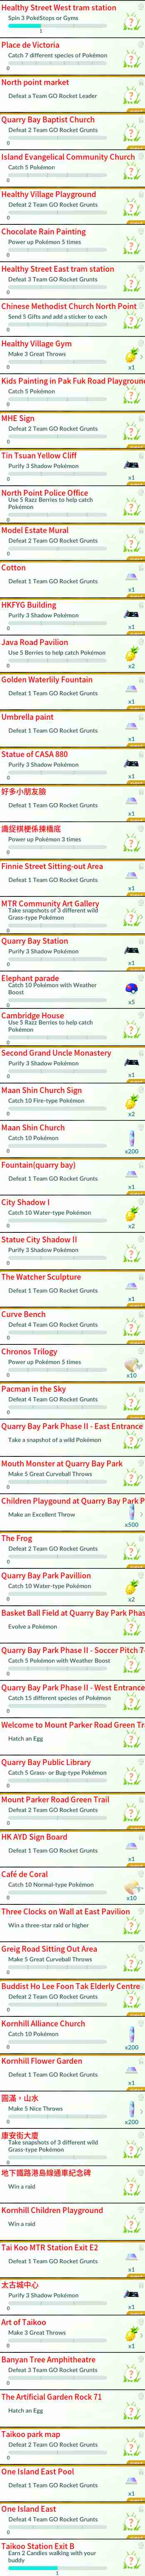 Healthy Street West tram station
Spin 3 PokéStops or Gyms
1
Place de Victoria
Catch 7 different species of Pokémon
0
North point market
Defeat a Team GO Rocket Leader
Quarry Bay Baptist Church
Defeat 2 Team GO Rocket Grunts
0
Island Evangelical Community Church
Catch 5 Pokémon
0
Healthy Village Playground
Defeat 2 Team GO Rocket Grunts
0
Chocolate Rain Painting
Power up Pokémon 5 times
0
Healthy Street East tram station
Defeat 3 Team GO Rocket Grunts
0
Chinese Methodist Church North Point
Send 5 Gifts and add a sticker to each
0
Healthy Village Gym
Make 3 Great Throws
0
x1
Kids Painting in Pak Fuk Road Playground
Catch 5 Pokémon
0
MHE Sign
Defeat 2 Team GO Rocket Grunts
0
Tin Tsuan Yellow Cliff
Purify 3 Shadow Pokémon
0
x1
North Point Police Office
Use 5 Razz Berries to help catch
Pokémon
0
Model Estate Mural
Defeat 2 Team GO Rocket Grunts
0
Cotton
Defeat 1 Team GO Rocket Grunts
x1
HKFYG Building
Purify 3 Shadow Pokémon
0
x1
Java Road Pavilion
Use 5 Berries to help catch Pokémon
0
x2
Golden Waterlily Fountain
Defeat 1 Team GO Rocket Grunts
x1
Umbrella paint
Defeat 1 Team GO Rocket Grunts
x1
Statue of CASA 880
Purify 3 Shadow Pokémon
0
x1
好多小朋友臉
Defeat 1 Team GO Rocket Grunts
x1
識捉棋梗係揀橋底
Power up Pokémon 3 times
0
Finnie Street Sitting-out Area
Defeat 1 Team GO Rocket Grunts
x1
MTR Community Art Gallery
Take snapshots of 3 different wild
Grass-type Pokémon
0
Quarry Bay Station
Purify 3 Shadow Pokémon
0
x1
Elephant parade
Catch 10 Pokémon with Weather
Boost
0
x5
Cambridge House
Use 5 Razz Berries to help catch
Pokémon
0
Second Grand Uncle Monastery
Purify 3 Shadow Pokémon
0
x1
Maan Shin Church Sign
Catch 10 Fire-type Pokémon
0
x2
Maan Shin Church
Catch 10 Pokémon
0
x200
Fountain(quarry bay)
Defeat 1 Team GO Rocket Grunts
x1
City Shadow I
Catch 10 Water-type Pokémon
0
x2
Statue City Shadow II
Purify 3 Shadow Pokémon
0
The Watcher Sculpture
Defeat 1 Team GO Rocket Grunts
x1
Curve Bench
Defeat 4 Team GO Rocket Grunts
0
Chronos Trilogy
Power up Pokémon 5 times
0
x10
Pacman in the Sky
Defeat 4 Team GO Rocket Grunts
0
Quarry Bay Park Phase II - East Entrance
Take a snapshot of a wild Pokémon
Mouth Monster at Quarry Bay Park
Make 5 Great Curveball Throws
0
Children Playgound at Quarry Bay Park P
Make an Excellent Throw
x500
The Frog
Defeat 2 Team GO Rocket Grunts
0
Quarry Bay Park Pavillion
Catch 10 Water-type Pokémon
0
x2
Basket Ball Field at Quarry Bay Park Phas
Evolve a Pokémon
Quarry Bay Park Phase II - Soccer Pitch 7-
Catch 5 Pokémon with Weather Boost
0
Quarry Bay Park Phase II - West Entrance
Catch 15 different species of Pokémon
0
Welcome to Mount Parker Road Green Tr
Hatch an Egg
Quarry Bay Public Library
Catch 5 Grass- or Bug-type Pokémon
0
Mount Parker Road Green Trail
Defeat 2 Team GO Rocket Grunts
0
HK AYD Sign Board
Defeat 1 Team GO Rocket Grunts
x1
Café de Coral
Catch 10 Normal-type Pokémon
0
x10
Three Clocks on Wall at East Pavilion
Win a three-star raid or higher
Greig Road Sitting Out Area
Make 5 Great Curveball Throws
0
Buddist Ho Lee Foon Tak Elderly Centre
Defeat 2 Team GO Rocket Grunts
0
Kornhill Alliance Church
Catch 10 Pokémon
0
x200
Kornhill Flower Garden
Defeat 1 Team GO Rocket Grunts
x1
圓滿，山水
Make 5 Nice Throws
0
x200
康安街大廈
Take snapshots of 3 different wild
Grass-type Pokémon
0
地下鐵路港島線通車紀念碑
Win a raid
Kornhill Children Playground
Win a raid
Tai Koo MTR Station Exit E2
Defeat 1 Team GO Rocket Grunts
x1
太古城中心
Purify 3 Shadow Pokémon
0
x1
Art of Taikoo
Make 3 Great Throws
0
x1
Banyan Tree Amphitheatre
Defeat 3 Team GO Rocket Grunts
0
The Artificial Garden Rock 71
Hatch an Egg
Taikoo park map
Defeat 2 Team GO Rocket Grunts
0
One Island East Pool
Defeat 1 Team GO Rocket Grunts
x1
One Island East
Defeat 4 Team GO Rocket Grunts
0
Taikoo Station Exit B
Earn 2 Candies walking with your
buddy
1